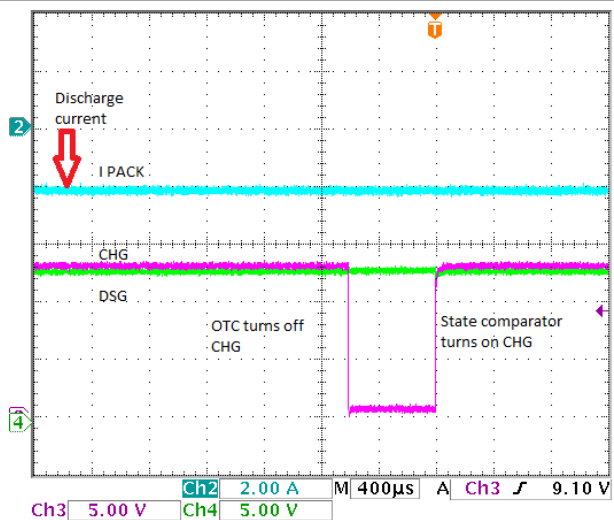 T
Discharge
current
2
I PACK
CHG
DSG
OTC turns off
CHG
State comparator
turns on CHG
4
Ch2 2.00 A M 400µs A Ch3 9.10 V
Ch3 5.00 V Ch4 5.00 V